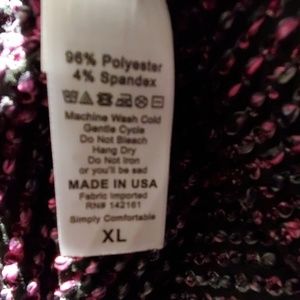 96% Polyester
4% Spandex
Machine Wash Cold
Gentle Cycle
Do Not Bleach
Hang Dry
Do Not Iron
or you'll be sad
MADE IN USA
Fabric Imported
RN# 142161
Simply Comfortable
XL